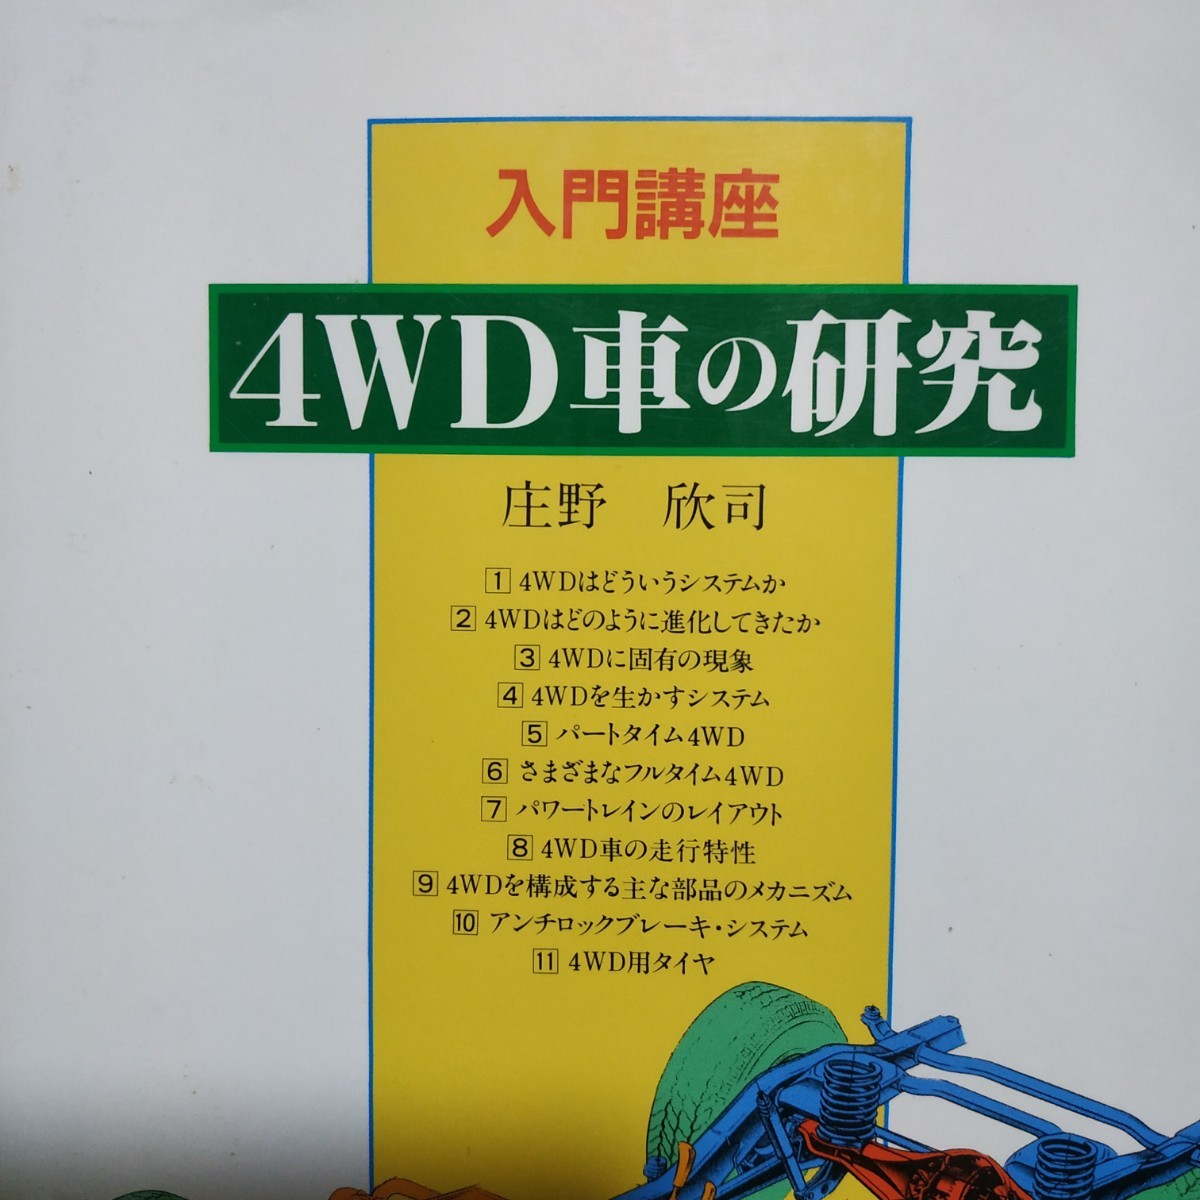 入門講座
4WD車の研究
庄野 欣司
1 4WDはどういうシステムか
2 4WDはどのように進化してきたか
3 4WDに固有の現象
4 4WDを生かすシステム
5 パートタイム4WD
6 さまざまなフルタイム4WD
7 パワートレインのレイアウト
8 4WD車の走行特性
9 4WDを構成する主な部品のメカニズム
10 アンチロックブレーキ・システム
11 4WD用タイヤ